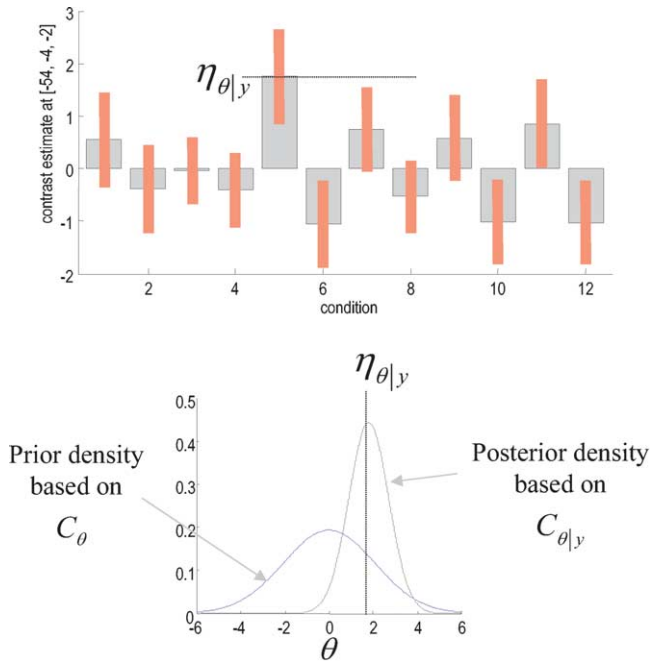 contrast estimate at [-54, -4, -2]
3
2
1
0
-1
-2
η θ|y
2 4 6 8 10 12
condition
η θ|y
0.5
0.4
0.3
0.2
0.1
0
Prior density
based on
C θ
Posterior density
based on
C θ|y
-6 -4 -2 0 2 4 6
θ